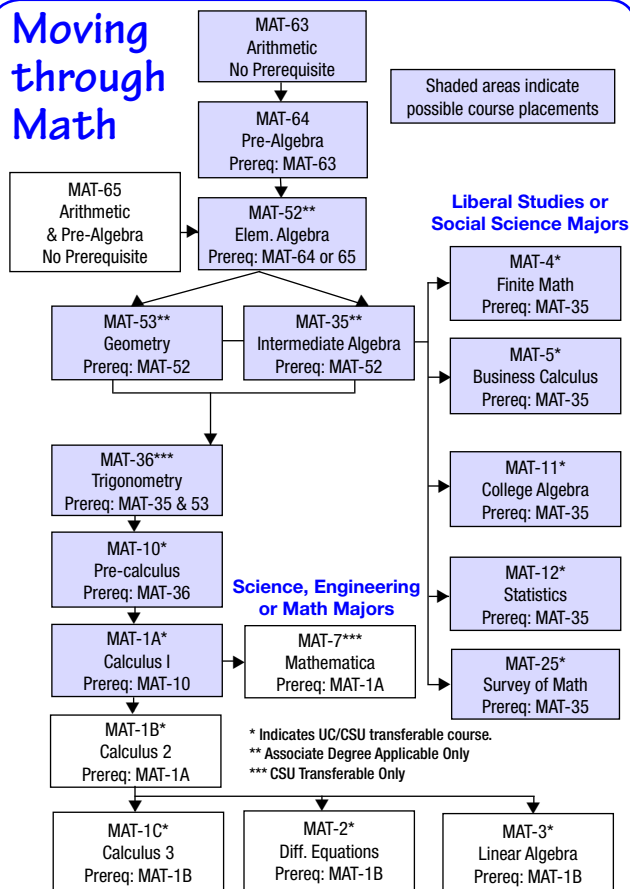 Moving
through
Math
MAT-63
Arithmetic
No Prerequisite
Shaded areas indicate
possible course placements
MAT-64
Pre-Algebra
Prereq: MAT-63
MAT-65
Arithmetic
& Pre-Algebra
No Prerequisite
MAT-52**
Elem. Algebra
Prereq: MAT-64 or 65
Liberal Studies or
Social Science Majors
MAT-4*
Finite Math
Prereq: MAT-35
MAT-53**
Geometry
Prereq: MAT-52
MAT-35**
Intermediate Algebra
Prereq: MAT-52
MAT-5*
Business Calculus
Prereq: MAT-35
MAT-36***
Trigonometry
Prereq: MAT-35 & 53
MAT-11*
College Algebra
Prereq: MAT-35
MAT-10*
Pre-calculus
Prereq: MAT-36
MAT-12*
Statistics
Prereq: MAT-35
Science, Engineering
or Math Majors
MAT-1A*
Calculus I
Prereq: MAT-10
MAT-7***
Mathematica
Prereq: MAT-1A
MAT-25*
Survey of Math
Prereq: MAT-35
MAT-1B*
Calculus 2
Prereq: MAT-1A
* Indicates UC/CSU transferable course.
** Associate Degree Applicable Only
*** CSU Transferable Only
MAT-1C*
Calculus 3
Prereq: MAT-1B
MAT-2*
Diff. Equations
Prereq: MAT-1B
MAT-3*
Linear Algebra
Prereq: MAT-1B